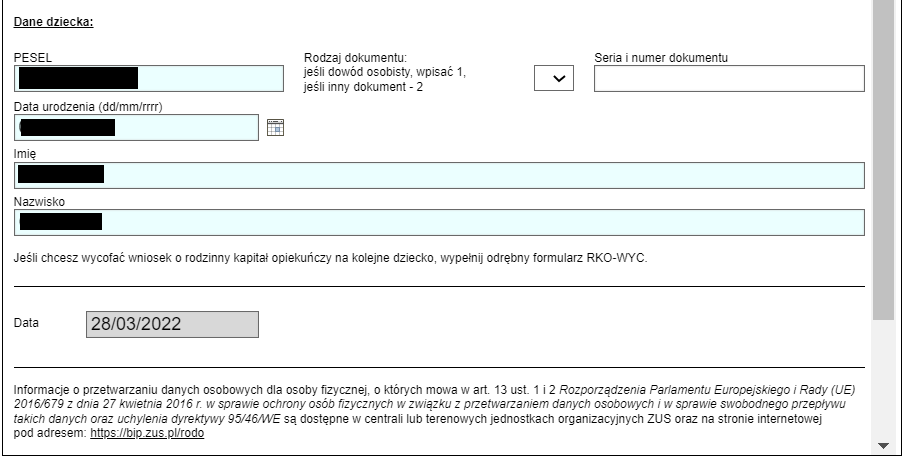 Dane dziecka:
PESEL
Rodzaj dokumentu:
jeśli dowód osobisty, wpisać 1,
jeśli inny dokument - 2
Seria i numer dokumentu
Data urodzenia (dd/mm/rrrr)
Imię
Nazwisko
Jeśli chcesz wycofać wniosek o rodzinny kapitał opiekuńczy na kolejne dziecko, wypełnij odrębny formularz RKO-WYC.
Data
28/03/2022
Informacje o przetwarzaniu danych osobowych dla osoby fizycznej, o których mowa w art. 13 ust. 1 i 2 Rozporządzenia Parlamentu Europejskiego i Rady (UE)
2016/679 z dnia 27 kwietnia 2016 r. w sprawie ochrony osób fizycznych w związku z przetwarzaniem danych osobowych i w sprawie swobodnego przepływu
takich danych oraz uchylenia dyrektywy 95/46/WE są dostępne w centrali lub terenowych jednostkach organizacyjnych ZUS oraz na stronie internetowej
pod adresem: https://bip.zus.pl/rodo